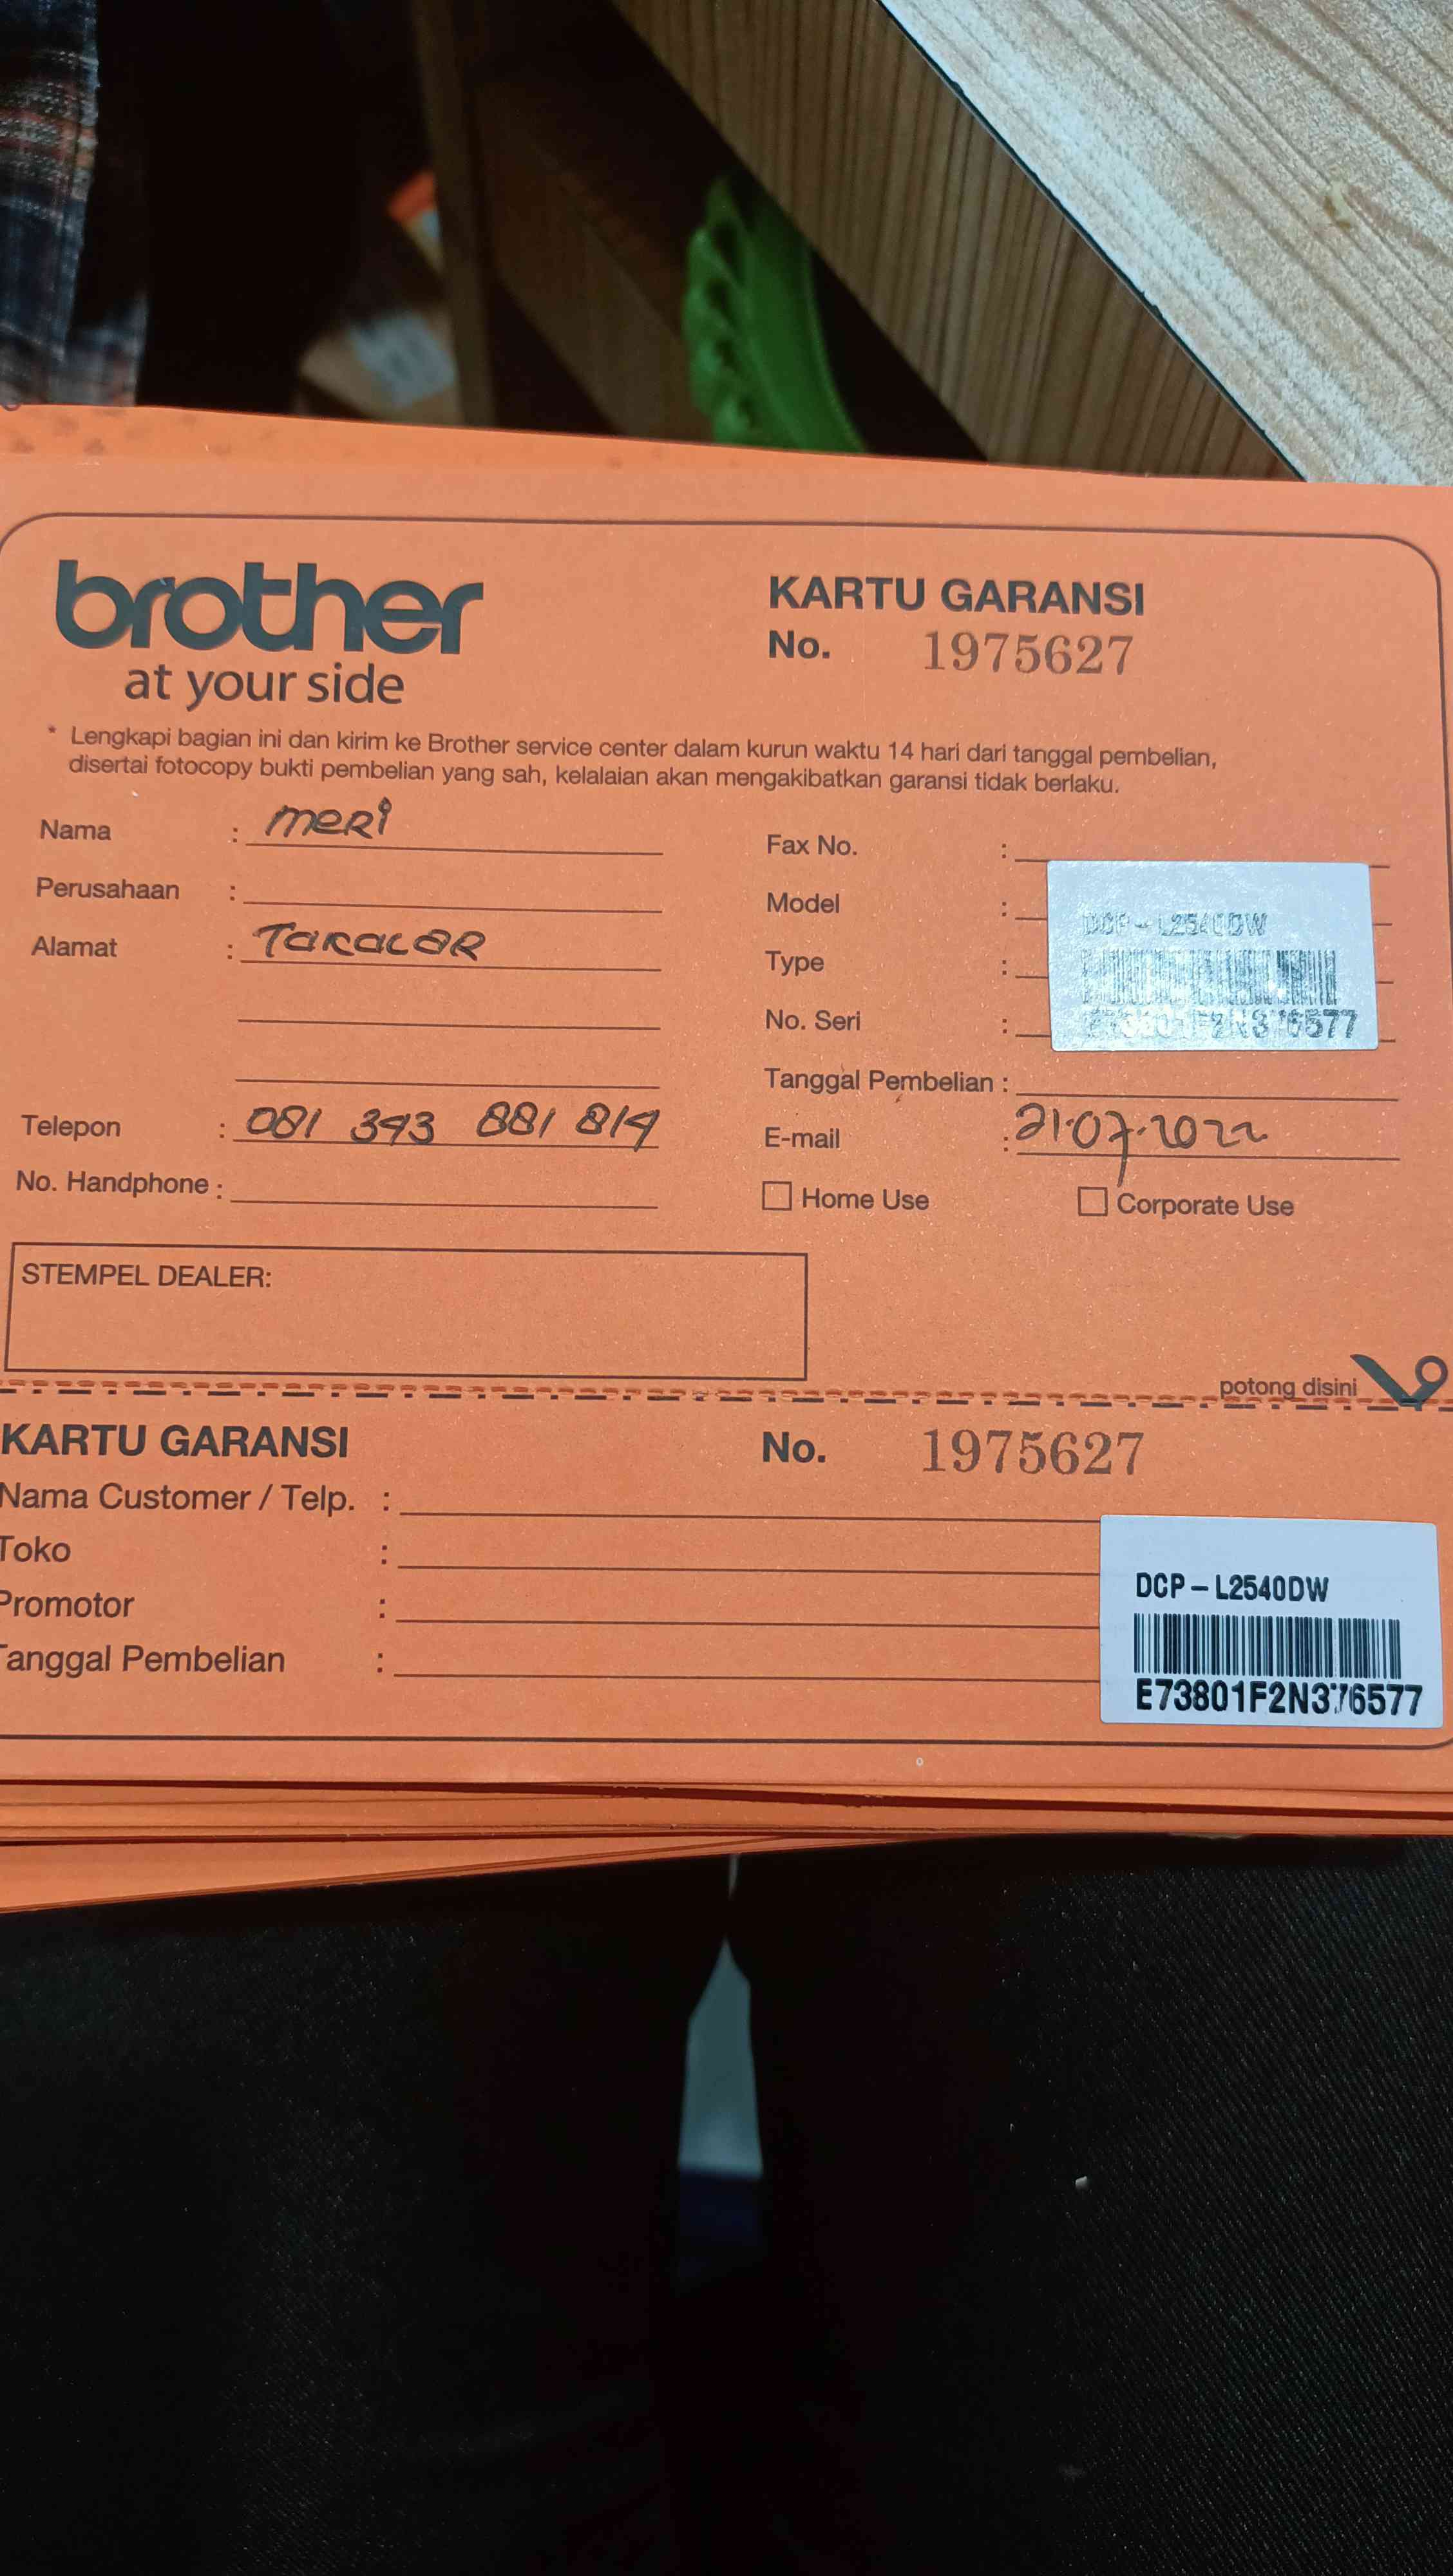 brother
at your side
KARTU GARANSI
No. 1975627
* Lengkapi bagian ini dan kirim ke Brother service center dalam kurun waktu 14 hari dari tanggal pembelian,
disertai fotocopy bukti pembelian yang sah, kelalaian akan mengakibatkan garansi tidak berlaku.
Nama : meRi
Perusahaan :
Alamat : TaKaLaR
Telepon : 081 343 881 814
No. Handphone :
Fax No. :
Model :
Type :
No. Seri :
DCP-L2540DW
E73801F2N376577
Tanggal Pembelian :
E-mail : 21.07.2022
Home Use
Corporate Use
STEMPEL DEALER:
potong disini
KARTU GARANSI
No. 1975627
Nama Customer / Telp. :
Toko :
Promotor :
Tanggal Pembelian :
DCP-L2540DW
E73801F2N376577